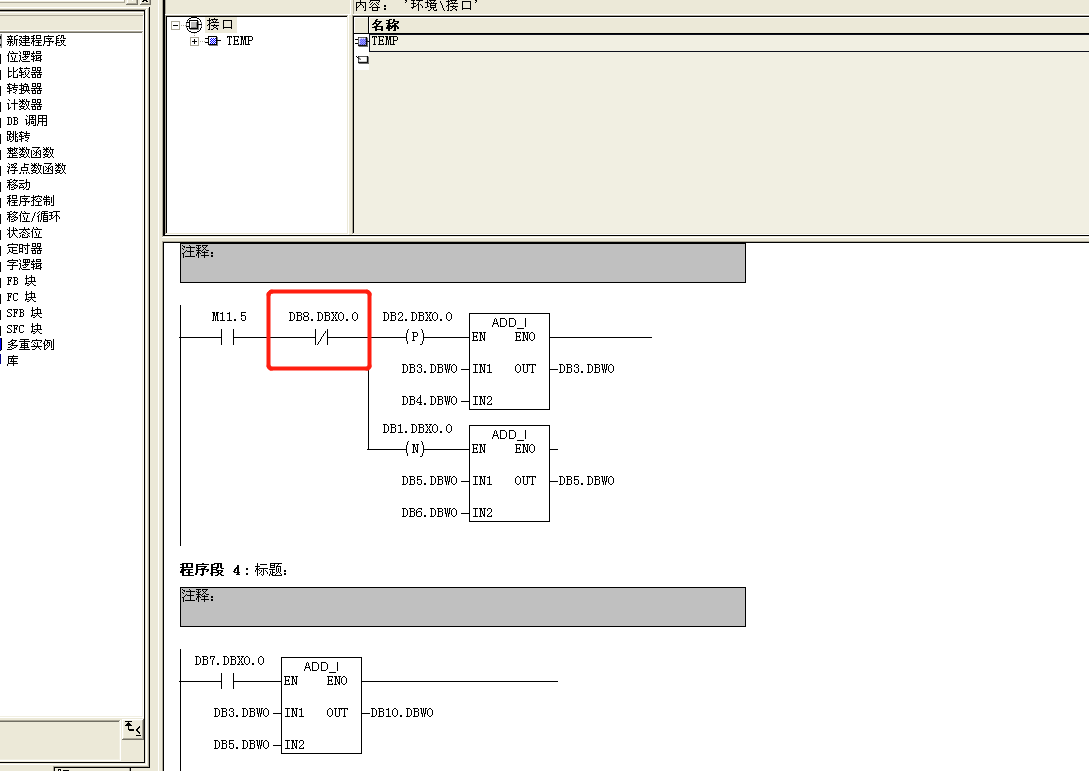 内容： '环境\接口'
接口
TEMP
名称
TEMP
新建程序段
位逻辑
比较器
转换器
计数器
DB 调用
跳转
整数函数
浮点数函数
移动
程序控制
移位/循环
状态位
定时器
字逻辑
FB 块
FC 块
SFB 块
SFC 块
多重实例
库
注释：
M11.5 DB8.DBX0.0 DB2.DBX0.0
ADD_I
(P) EN ENO
DB3.DBW0 IN1 OUT DB3.DBW0
DB4.DBW0 IN2
DB1.DBX0.0
ADD_I
(N) EN ENO
DB5.DBW0 IN1 OUT DB5.DBW0
DB6.DBW0 IN2
程序段 4：标题：
注释：
DB7.DBX0.0
ADD_I
EN ENO
DB3.DBW0 IN1 OUT DB10.DBW0
DB5.DBW0 IN2